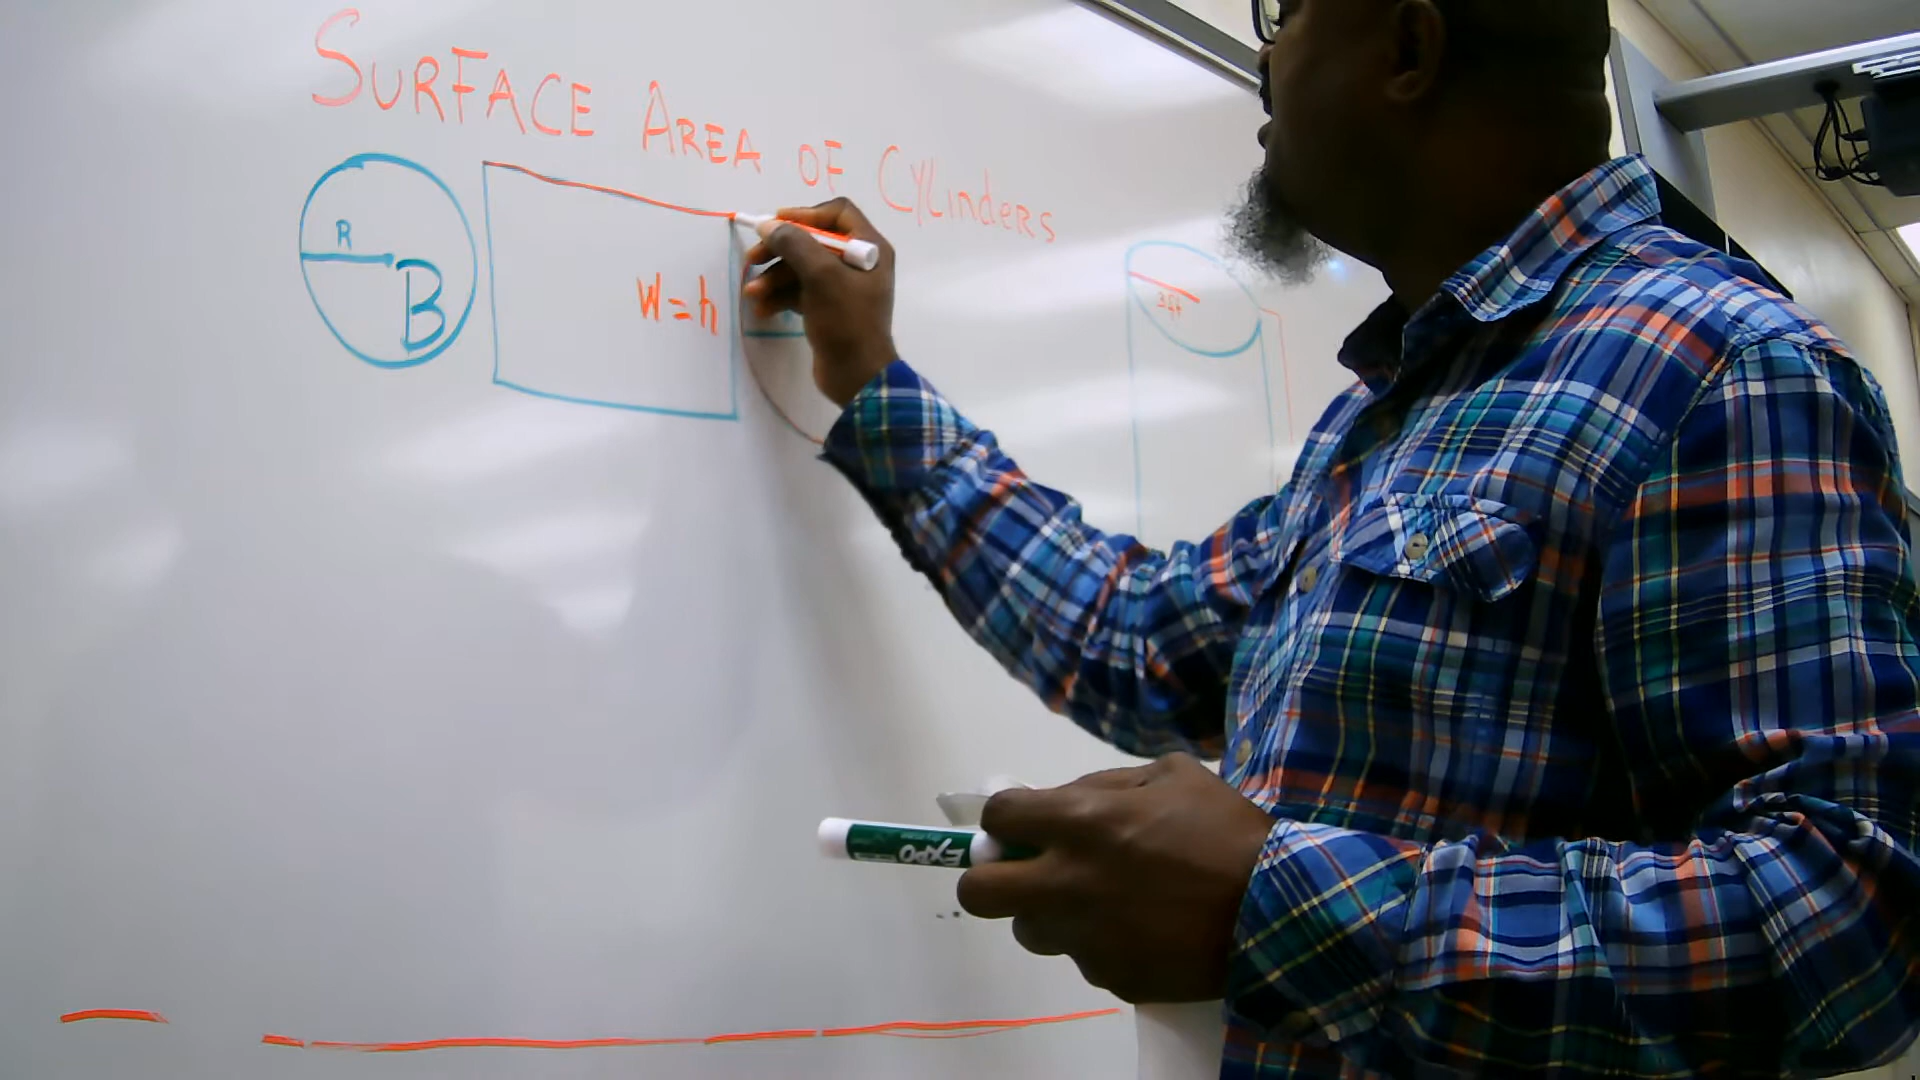 SURFACE AREA OF CYLINDERS
R
B
W=h
3ft
EXPO